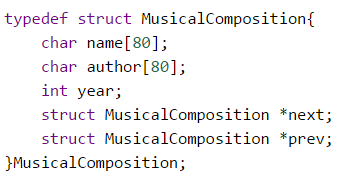 typedef struct MusicalComposition{
    char name[80];
    char author[80];
    int year;
    struct MusicalComposition *next;
    struct MusicalComposition *prev;
}MusicalComposition;